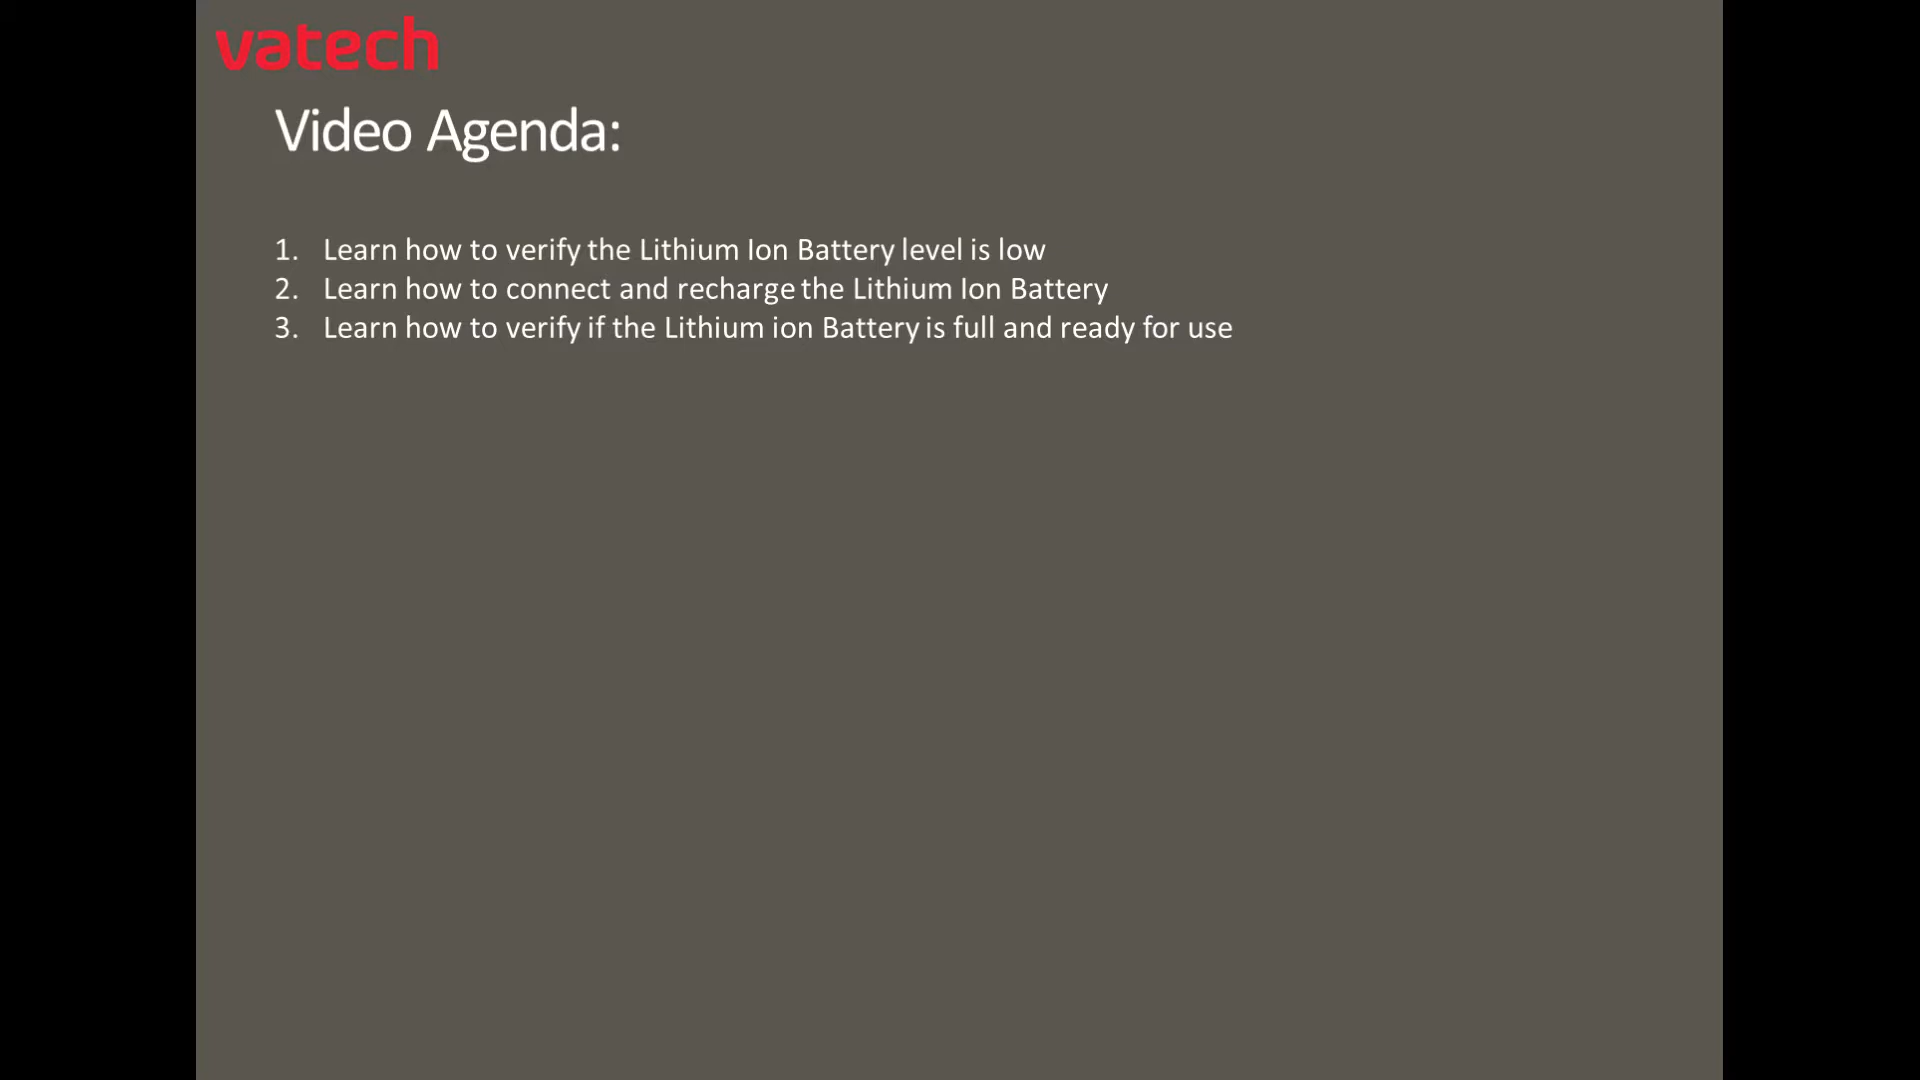 vatech
Video Agenda:
1. Learn how to verify the Lithium Ion Battery level is low
2. Learn how to connect and recharge the Lithium Ion Battery
3. Learn how to verify if the Lithium ion Battery is full and ready for use